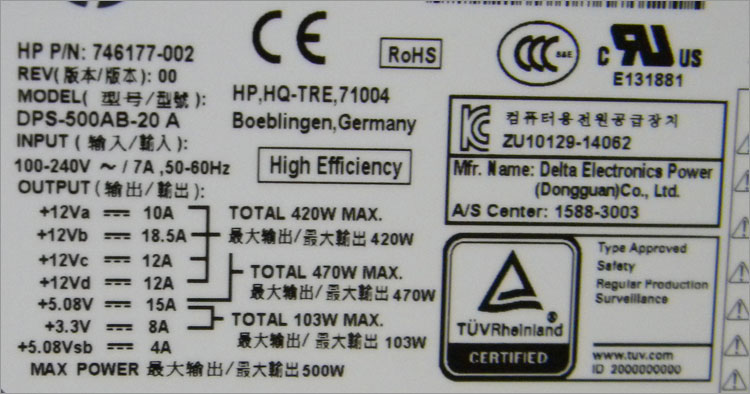 HP P/N: 746177-002
REV(版本/版本): 00
MODEL( 型号/型號):
DPS-500AB-20 A
INPUT (输入/輸入)
100-240V ~ / 7A ,50-60Hz
OUTPUT (输出/輸出):
+12Va ⎓ 10A
+12Vb ⎓ 18.5A
+12Vc ⎓ 12A
+12Vd ⎓ 12A
+5.08V ⎓ 15A
+3.3V ⎓ 8A
+5.08Vsb ⎓ 4A
TOTAL 420W MAX.
最大输出/最大輸出 420W
TOTAL 470W MAX.
最大输出/最大輸出 470W
TOTAL 103W MAX.
最大输出/最大輸出 103W
MAX POWER 最大输出/最大輸出 500W
CE
RoHS
HP,HQ-TRE,71004
Boeblingen,Germany
High Efficiency
CCC S&E
c RU US
E131881
KC
컴퓨터용전원공급장치
ZU10129-14062
Mfr. Name: Delta Electronics Power
(Dongguan)Co., Ltd.
A/S Center: 1588-3003
TÜVRheinland
CERTIFIED
Type Approved
Safety
Regular Production
Surveillance
www.tuv.com
ID 2000000000